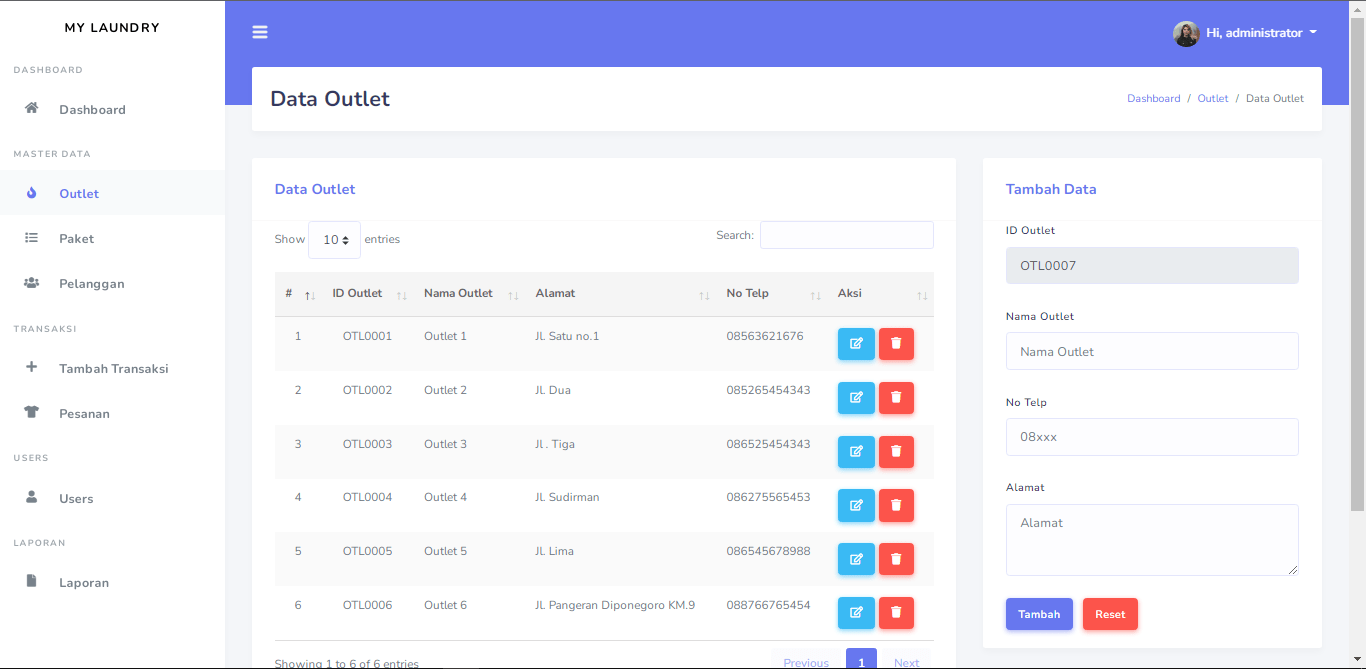 MY LAUNDRY
DASHBOARD
Dashboard
MASTER DATA
Outlet
Paket
Pelanggan
TRANSAKSI
Tambah Transaksi
Pesanan
USERS
Users
LAPORAN
Laporan
Hi, administrator
Data Outlet
Dashboard / Outlet / Data Outlet
Data Outlet
Show 10 entries
Search:
# ID Outlet Nama Outlet Alamat No Telp Aksi
1 OTL0001 Outlet 1 Jl. Satu no.1 08563621676
2 OTL0002 Outlet 2 Jl. Dua 085265454343
3 OTL0003 Outlet 3 Jl . Tiga 086525454343
4 OTL0004 Outlet 4 Jl. Sudirman 086275565453
5 OTL0005 Outlet 5 Jl. Lima 086545678988
6 OTL0006 Outlet 6 Jl. Pangeran Diponegoro KM.9 088766765454
Showing 1 to 6 of 6 entries
Previous 1 Next
Tambah Data
ID Outlet
OTL0007
Nama Outlet
Nama Outlet
No Telp
08xxx
Alamat
Alamat
Tambah Reset